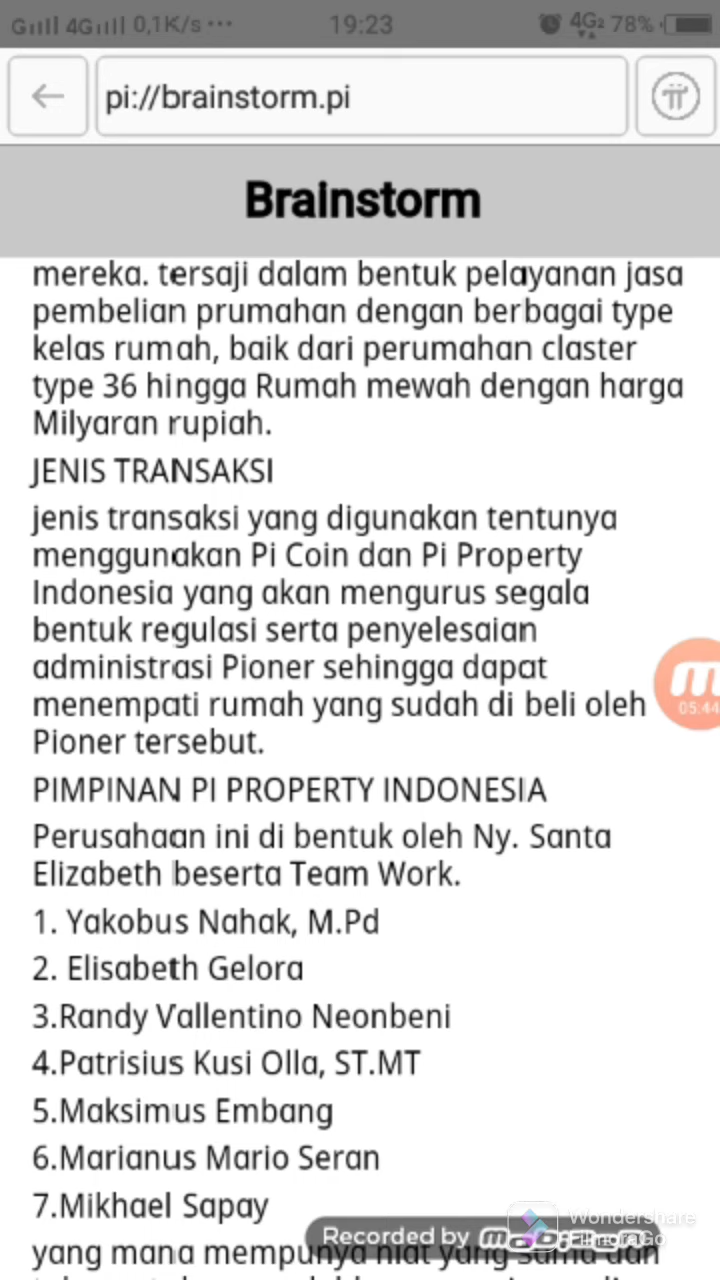 4G 0,1K/s ... 19:23 4G2 78%
pi://brainstorm.pi
Brainstorm
mereka. tersaji dalam bentuk pelayanan jasa
pembelian prumahan dengan berbagai type
kelas rumah, baik dari perumahan claster
type 36 hingga Rumah mewah dengan harga
Milyaran rupiah.
JENIS TRANSAKSI
jenis transaksi yang digunakan tentunya
menggunakan Pi Coin dan Pi Property
Indonesia yang akan mengurus segala
bentuk regulasi serta penyelesaian
administrasi Pioner sehingga dapat
menempati rumah yang sudah di beli oleh
Pioner tersebut.
05:44
PIMPINAN PI PROPERTY INDONESIA
Perusahaan ini di bentuk oleh Ny. Santa
Elizabeth beserta Team Work.
1. Yakobus Nahak, M.Pd
2. Elisabeth Gelora
3.Randy Vallentino Neonbeni
4.Patrisius Kusi Olla, ST.MT
5.Maksimus Embang
6.Marianus Mario Seran
7.Mikhael Sapay
Recorded by
Wondershare
FilmoraGo
yang mana mempunya niat yang sama dan